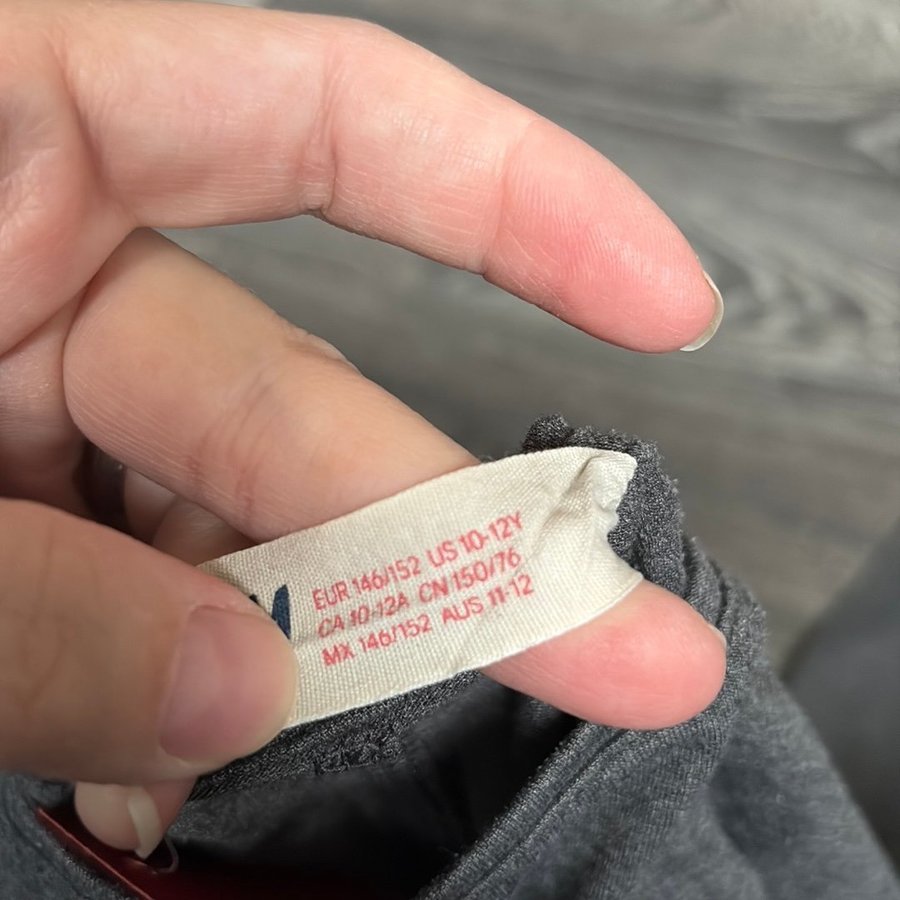 EUR 146/152 US 10-12Y
CA 10-12A CN 150/76
MX 146/152 AUS 11-12